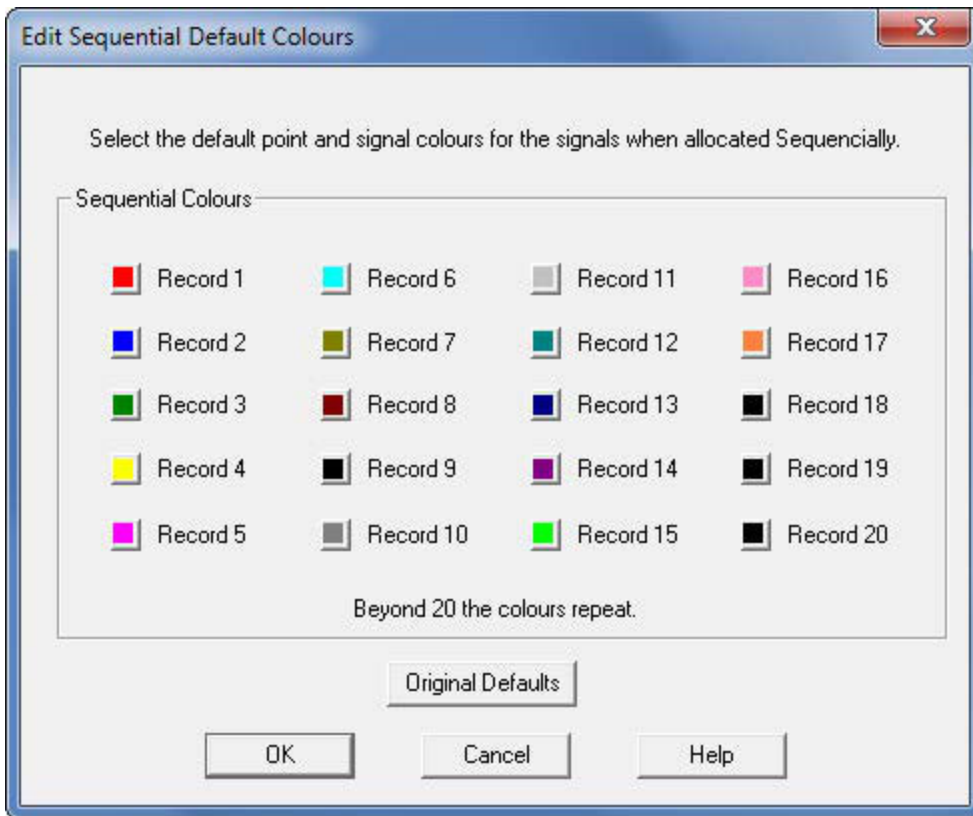 Edit Sequential Default Colours
Select the default point and signal colours for the signals when allocated Sequencially.
Sequential Colours
Record 1
Record 6
Record 11
Record 16
Record 2
Record 7
Record 12
Record 17
Record 3
Record 8
Record 13
Record 18
Record 4
Record 9
Record 14
Record 19
Record 5
Record 10
Record 15
Record 20
Beyond 20 the colours repeat.
Original Defaults
OK
Cancel
Help